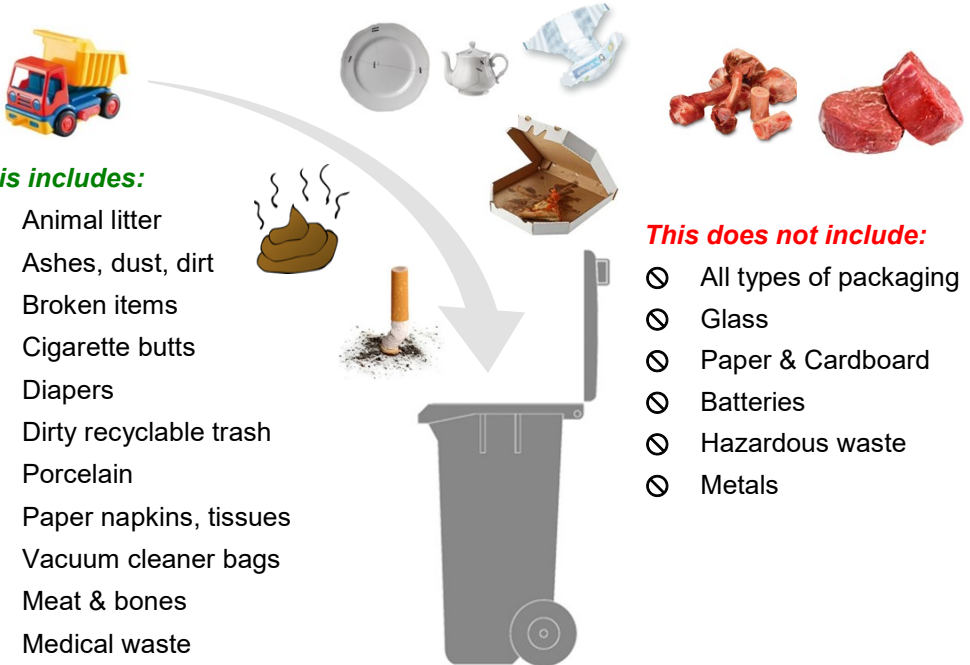 is includes:
Animal litter
Ashes, dust, dirt
Broken items
Cigarette butts
Diapers
Dirty recyclable trash
Porcelain
Paper napkins, tissues
Vacuum cleaner bags
Meat & bones
Medical waste
This does not include:
All types of packaging
Glass
Paper & Cardboard
Batteries
Hazardous waste
Metals